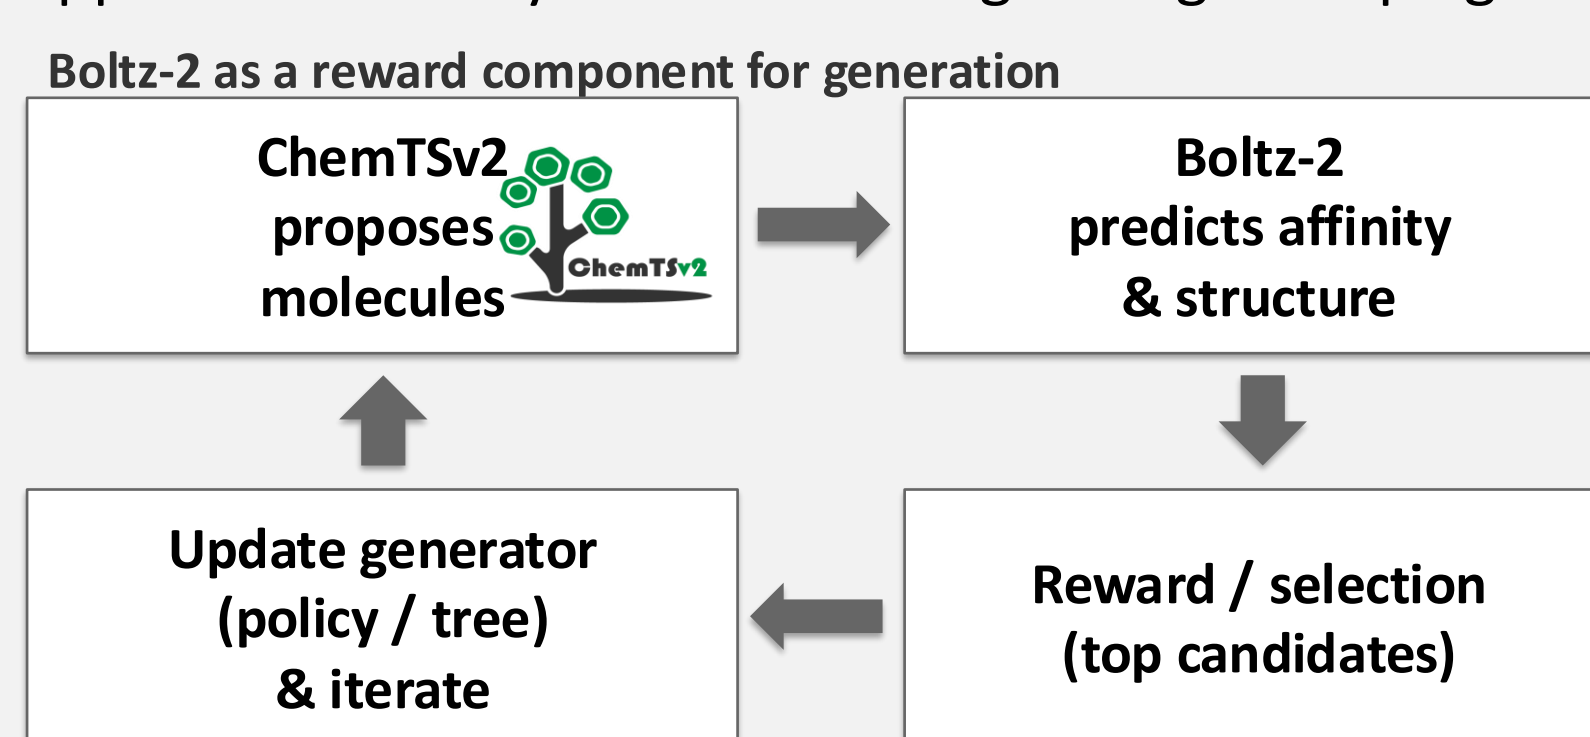 Boltz-2 as a reward component for generation
ChemTSv2
proposes
molecules
ChemTSv2
Boltz-2
predicts affinity
& structure
Update generator
(policy / tree)
& iterate
Reward / selection
(top candidates)